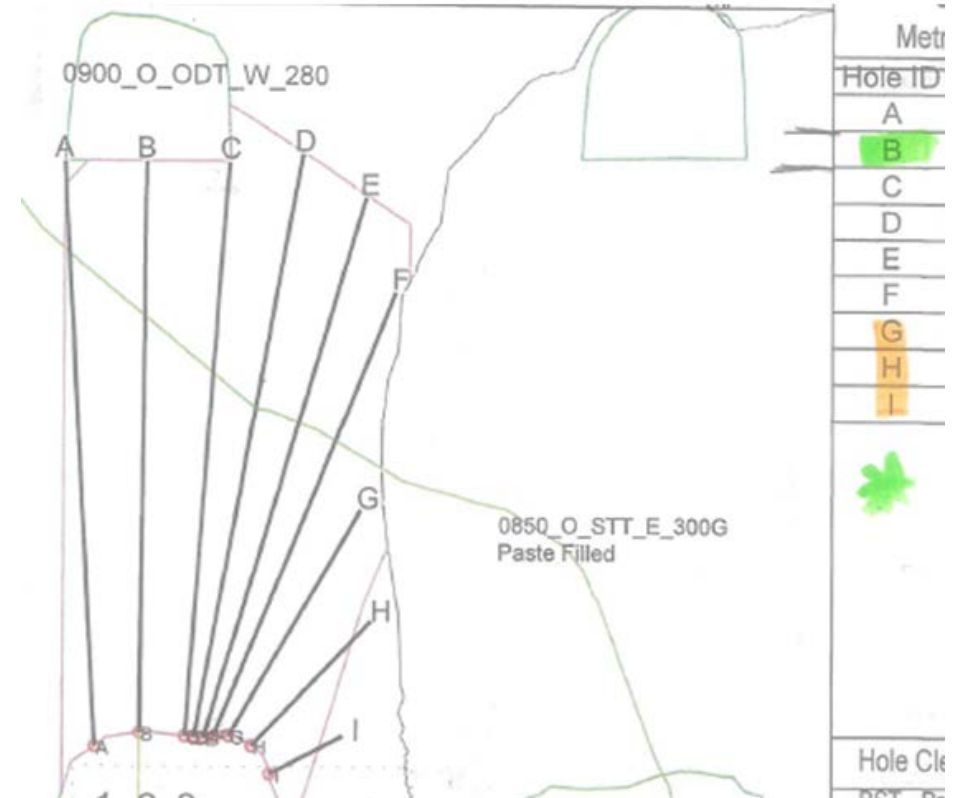 Metr
0900_O_ODT_W_280
Hole ID
A
B
C
D
E
F
A
B
C
D
E
F
G
H
I
G
H
I
0850_O_STT_E_300G
Paste Filled
A
B
G
H
I
Hole Cle